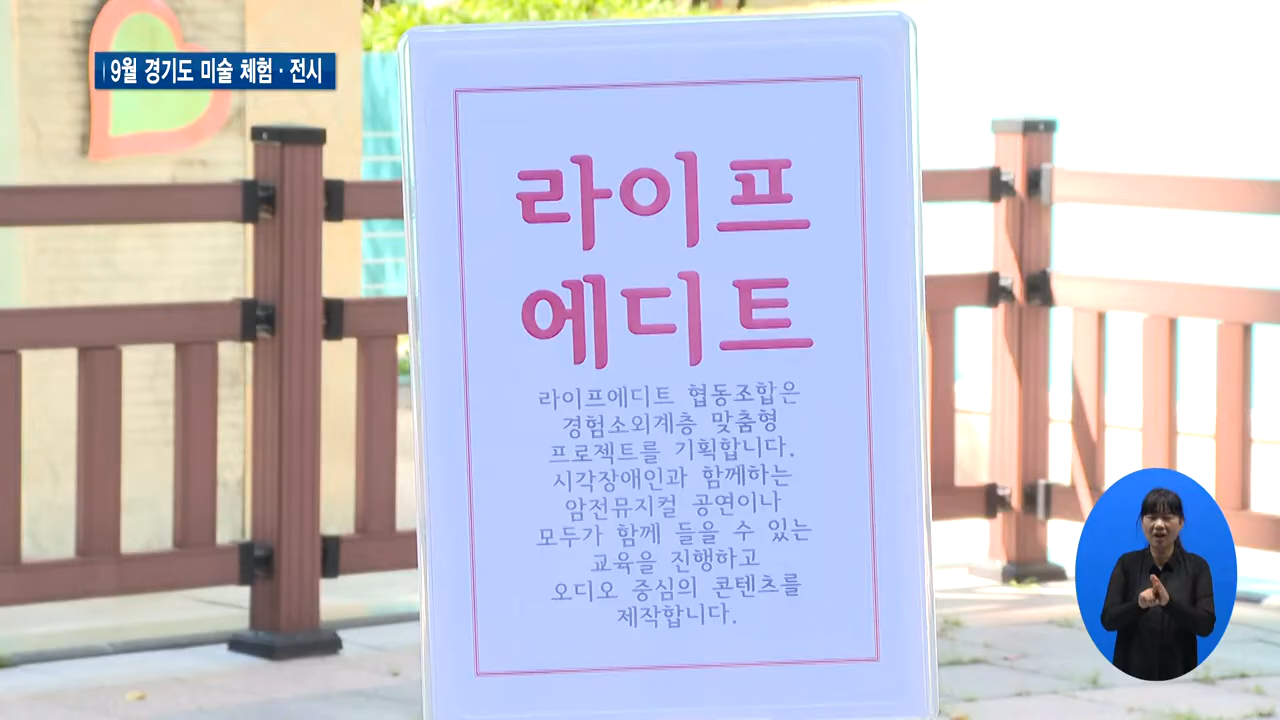 9월 경기도 미술 체험·전시
라이프
에디트
라이프에디트 협동조합은
경험소외계층 맞춤형
프로젝트를 기획합니다.
시각장애인과 함께하는
암전뮤지컬 공연이나
모두가 함께 들을 수 있는
교육을 진행하고
오디오 중심의 콘텐츠를
제작합니다.